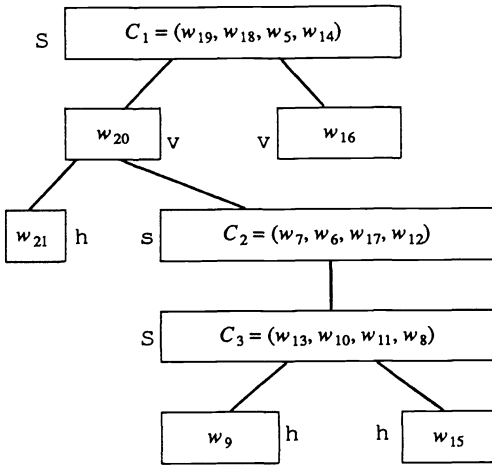 S C₁ = (w₁₉, w₁₈, w₅, w₁₄)
w₂₀ v v w₁₆
w₂₁ h s C₂ = (w₇, w₆, w₁₇, w₁₂)
S C₃ = (w₁₃, w₁₀, w₁₁, w₈)
w₉ h h w₁₅